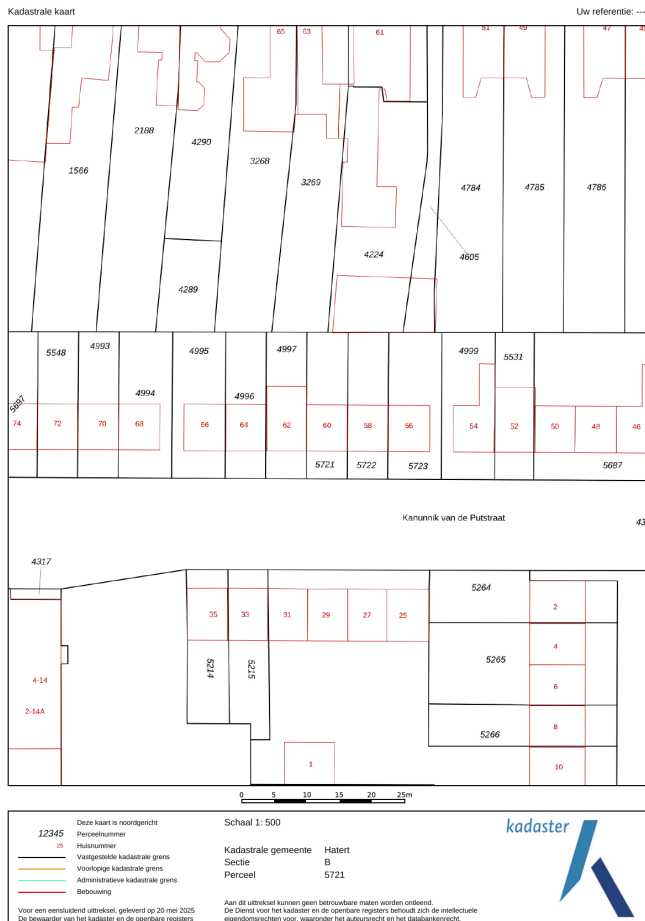 Kadastrale kaart
Uw referentie: ---
65 63 61 51 49 47
2188
4290
3268
1566
3269
4784 4785 4786
4224
4605
4289
5548 4993 4995 4997 4999 5531
5697 4994 4996
74 72 70 68 66 64 62 60 58 56 54 52 50 48 46
5721 5722 5723 5687
Kanunnik van de Putstraat
4317
5264
35 33 31 29 27 25 2
5214 5215 5265 4
4-14 6
2-14A
5266 8
1 10
0 5 10 15 20 25m
Deze kaart is noordgericht
12345 Perceelnummer
25 Huisnummer
Vastgestelde kadastrale grens
Voorlopige kadastrale grens
Administratieve kadastrale grens
Bebouwing
Voor een eensluidend uittreksel, geleverd op 20 mei 2025
De bewaarder van het kadaster en de openbare registers
Schaal 1: 500
Kadastrale gemeente Hatert
Sectie B
Perceel 5721
Aan dit uittreksel kunnen geen betrouwbare maten worden ontleend.
De Dienst voor het kadaster en de openbare registers behoudt zich de intellectuele
eigendomsrechten voor, waaronder het auteursrecht en het databankenrecht.
kadaster